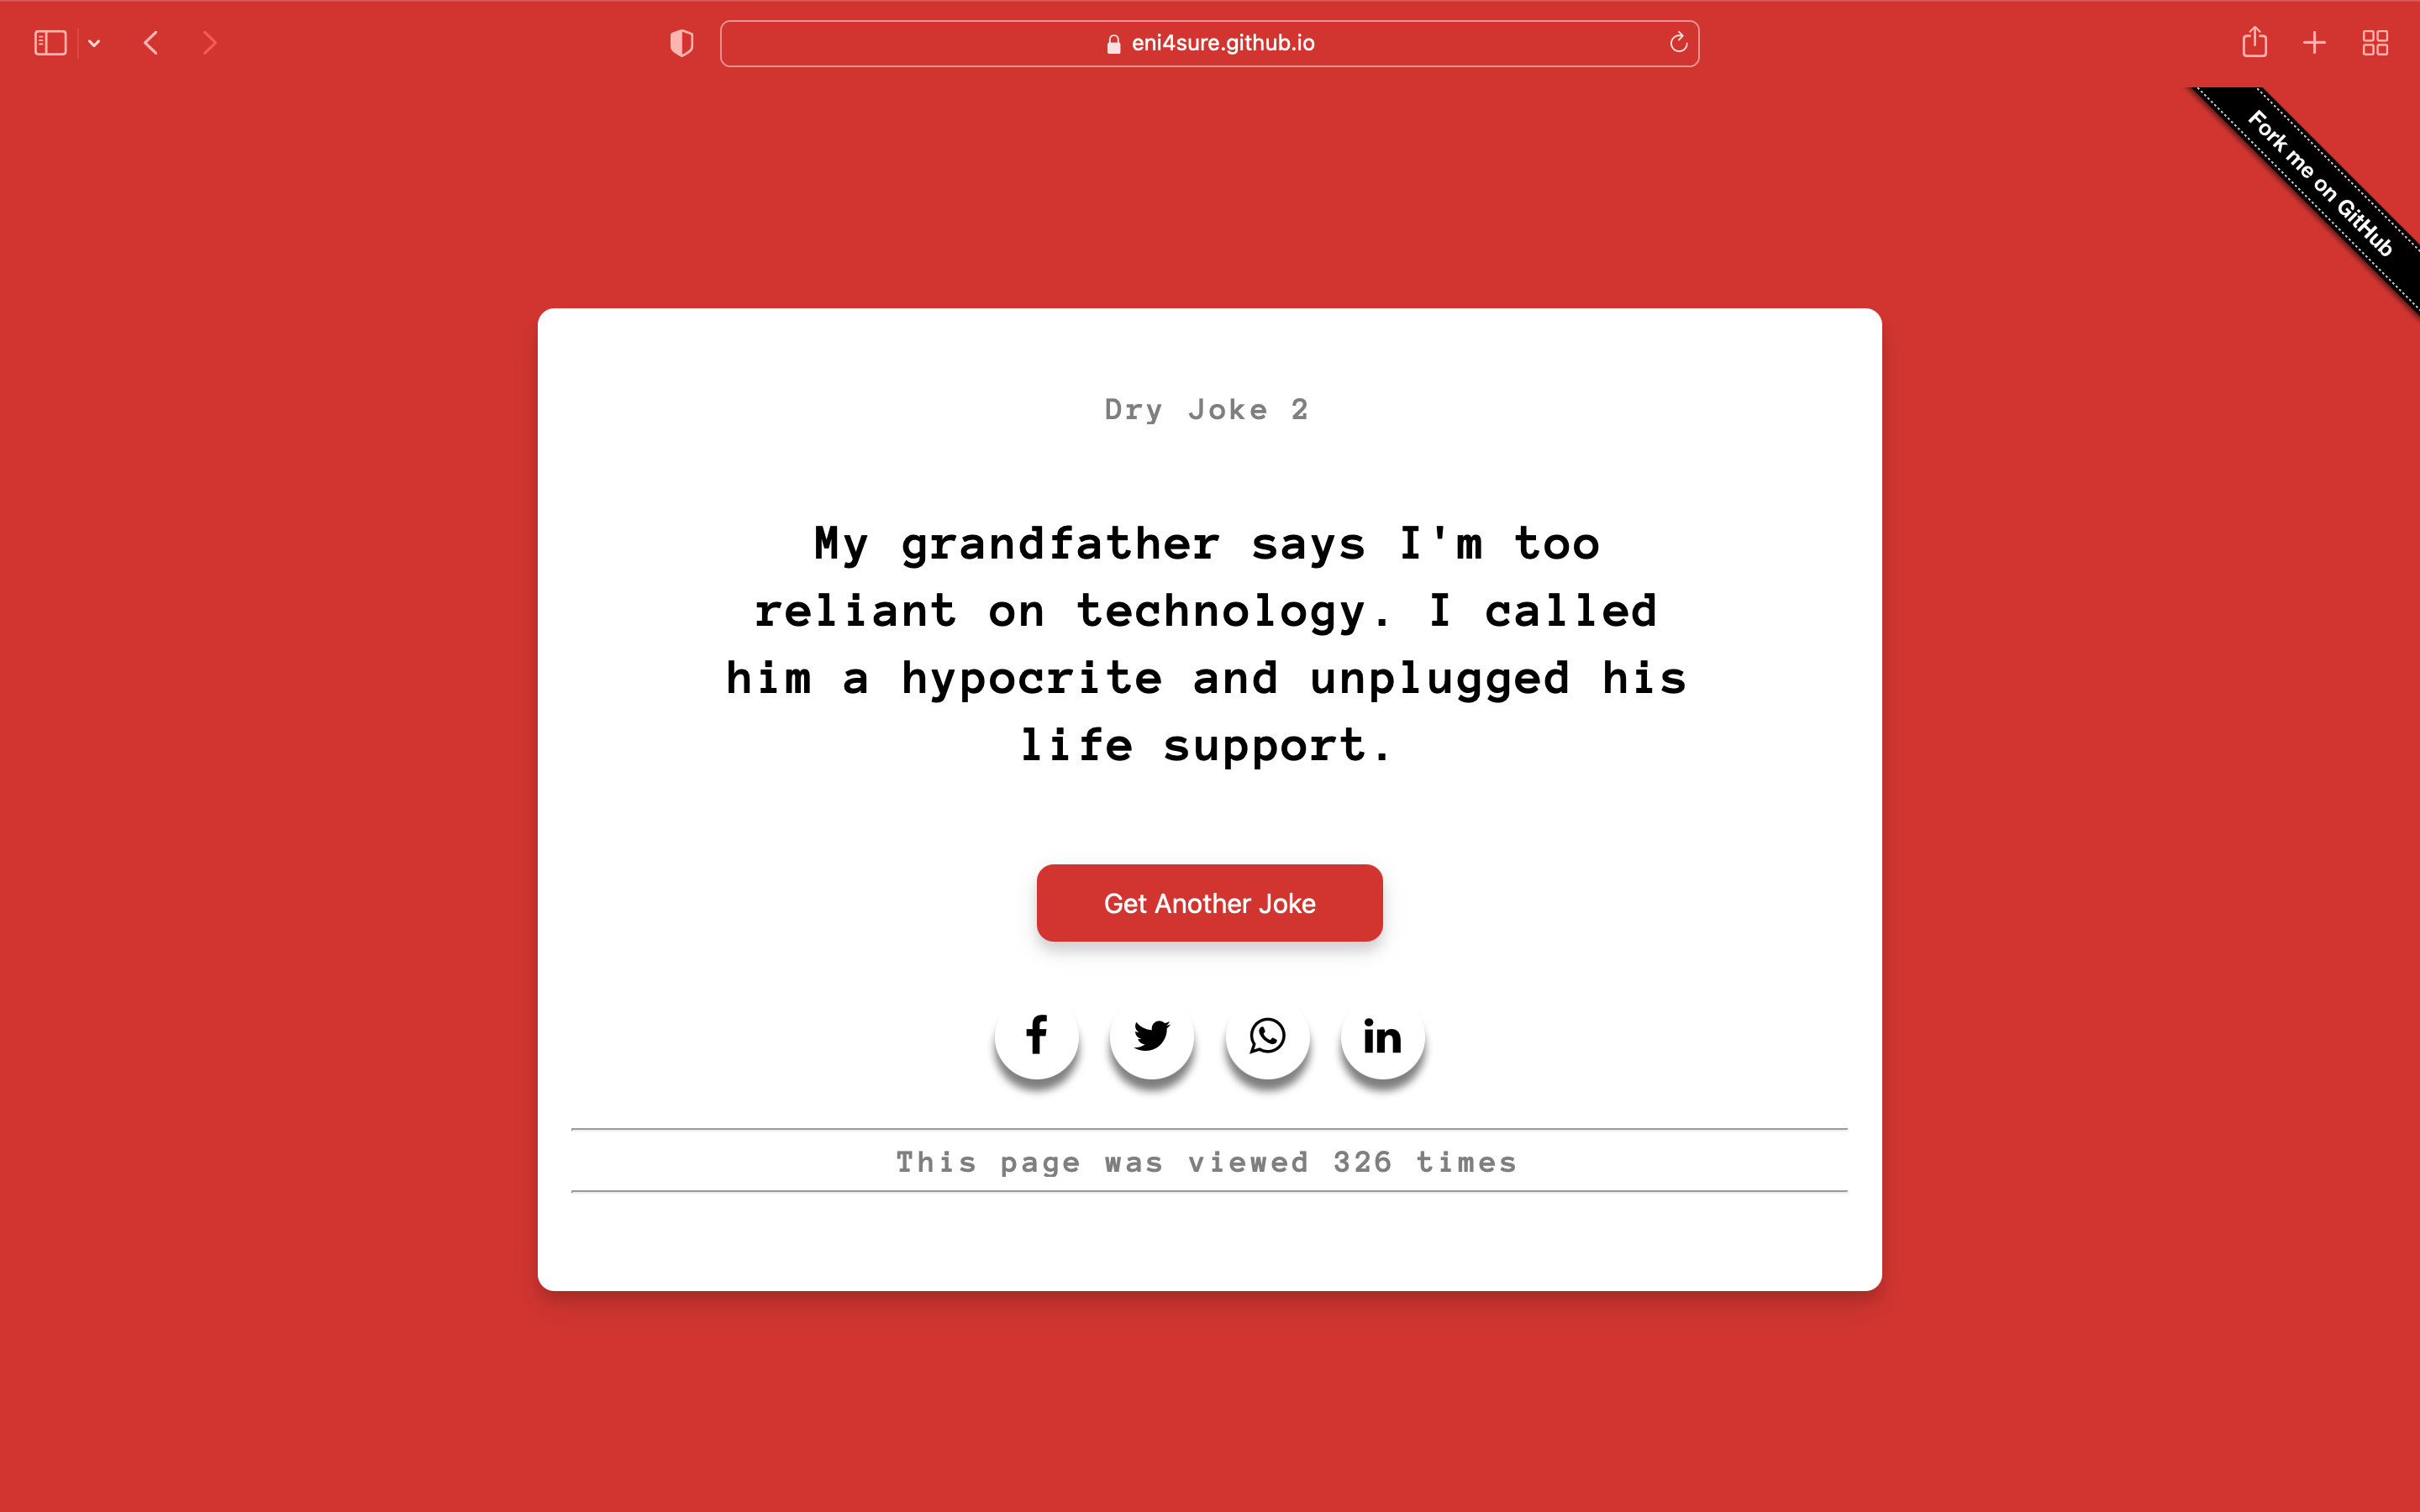 eni4sure.github.io
Fork me on GitHub
Dry Joke 2
My grandfather says I'm too
reliant on technology. I called
him a hypocrite and unplugged his
life support.
Get Another Joke
This page was viewed 326 times